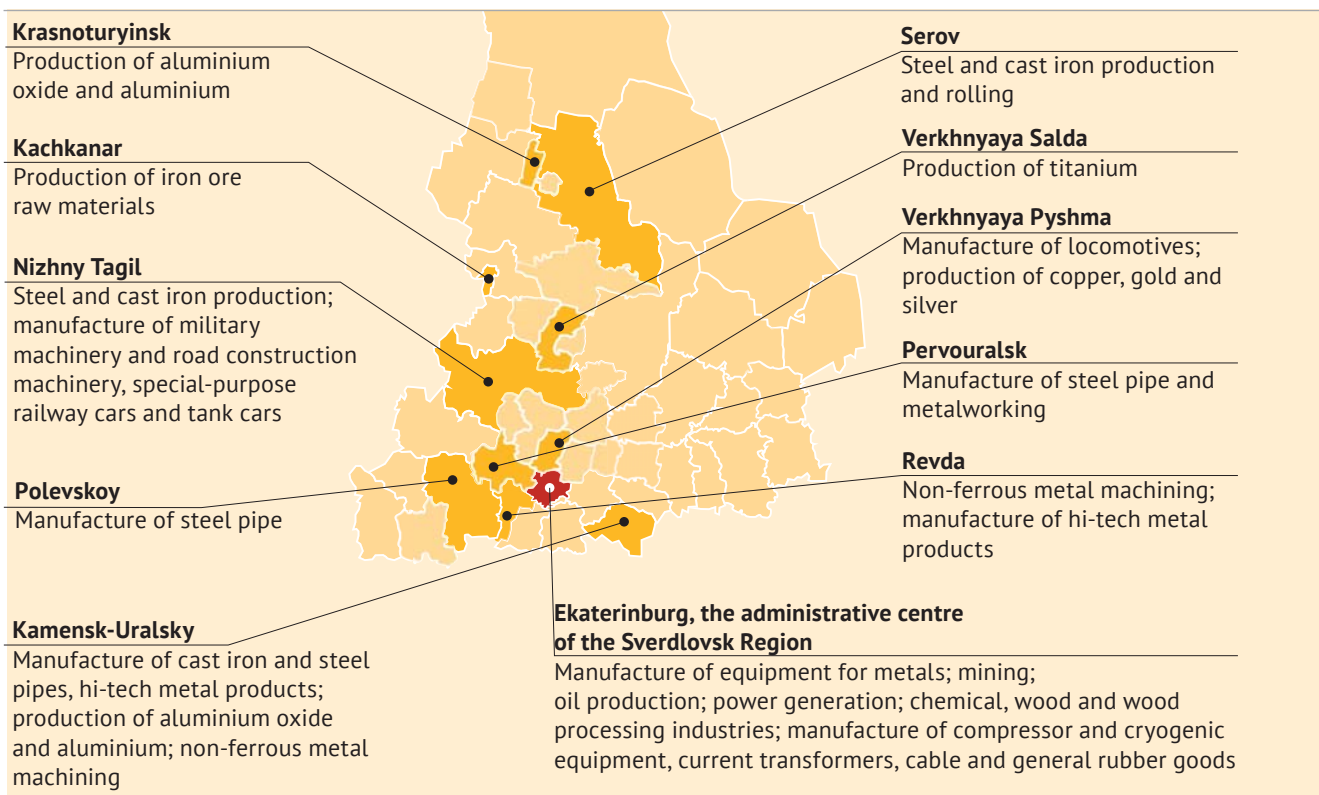 Krasnoturyinsk
Production of aluminium
oxide and aluminium
Kachkanar
Production of iron ore
raw materials
Nizhny Tagil
Steel and cast iron production;
manufacture of military
machinery and road construction
machinery, special-purpose
railway cars and tank cars
Polevskoy
Manufacture of steel pipe
Kamensk-Uralsky
Manufacture of cast iron and steel
pipes, hi-tech metal products;
production of aluminium oxide
and aluminium; non-ferrous metal
machining
Serov
Steel and cast iron production
and rolling
Verkhnyaya Salda
Production of titanium
Verkhnyaya Pyshma
Manufacture of locomotives;
production of copper, gold and
silver
Pervouralsk
Manufacture of steel pipe and
metalworking
Revda
Non-ferrous metal machining;
manufacture of hi-tech metal
products
Ekaterinburg, the administrative centre
of the Sverdlovsk Region
Manufacture of equipment for metals; mining;
oil production; power generation; chemical, wood and wood
processing industries; manufacture of compressor and cryogenic
equipment, current transformers, cable and general rubber goods